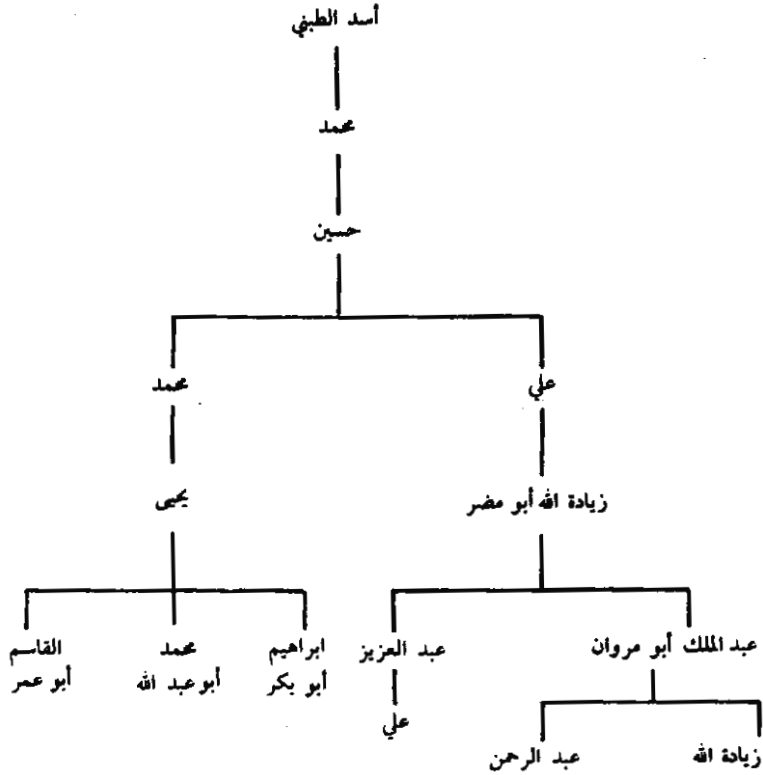 أسد الطبني
محمد
حسين
علي
محمد
زيادة الله أبو مضر
يحيى
عبد الملك أبو مروان
عبد العزيز
ابراهيم
أبو بكر
محمد
أبو عبد الله
القاسم
أبو عمر
علي
زيادة الله
عبد الرحمن